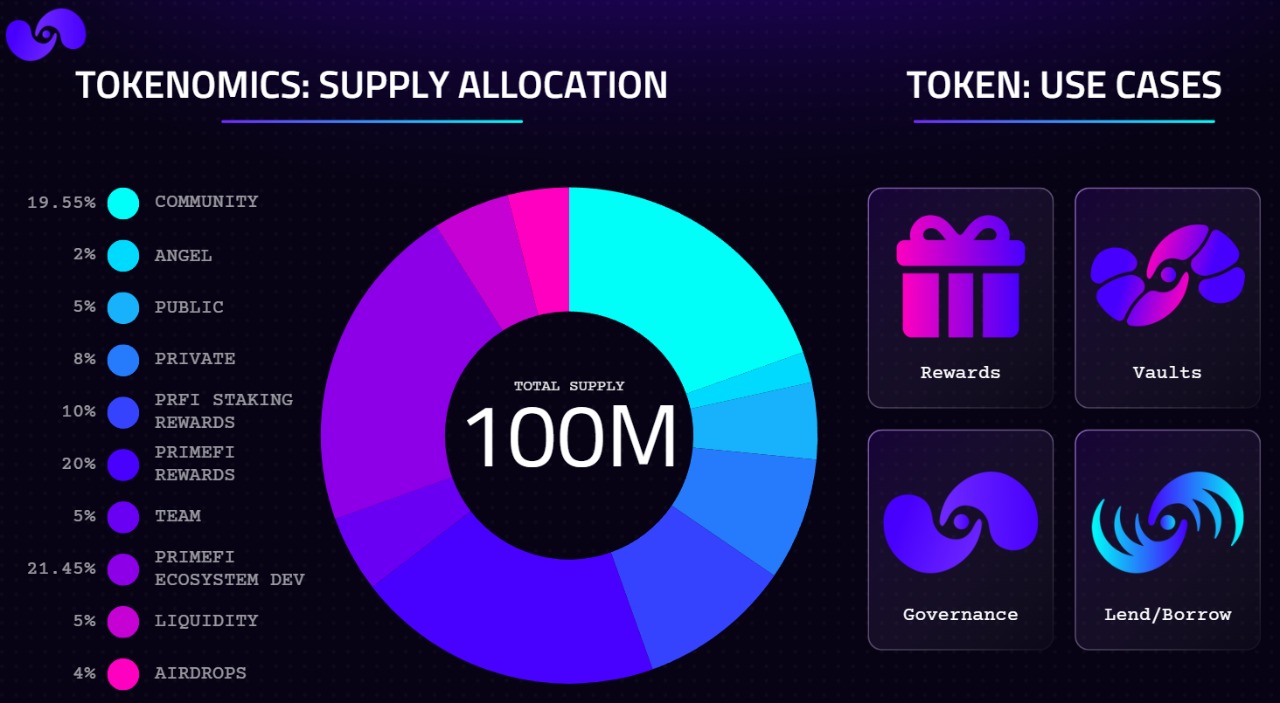 TOKENOMICS: SUPPLY ALLOCATION
19.55% COMMUNITY
2% ANGEL
5% PUBLIC
8% PRIVATE
10% PRFI STAKING
REWARDS
20% PRIMEFI
REWARDS
5% TEAM
21.45% PRIMEFI
ECOSYSTEM DEV
5% LIQUIDITY
4% AIRDROPS
TOTAL SUPPLY
100M
TOKEN: USE CASES
Rewards
Vaults
Governance
Lend/Borrow